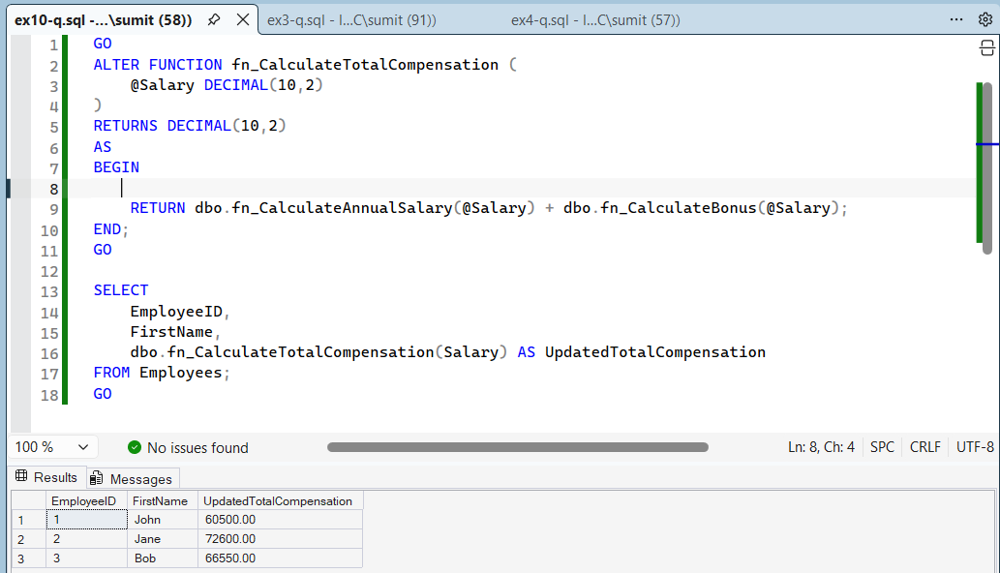 ex10-q.sql -...\sumit (58)) ex3-q.sql - I...C\sumit (91)) ex4-q.sql - I...C\sumit (57))
1 GO
2 ALTER FUNCTION fn_CalculateTotalCompensation (
3 @Salary DECIMAL(10,2)
4 )
5 RETURNS DECIMAL(10,2)
6 AS
7 BEGIN
8
9 RETURN dbo.fn_CalculateAnnualSalary(@Salary) + dbo.fn_CalculateBonus(@Salary);
10 END;
11 GO
12
13 SELECT
14 EmployeeID,
15 FirstName,
16 dbo.fn_CalculateTotalCompensation(Salary) AS UpdatedTotalCompensation
17 FROM Employees;
18 GO
100 % No issues found Ln: 8, Ch: 4 SPC CRLF UTF-8
Results Messages
EmployeeID FirstName UpdatedTotalCompensation
1 1 John 60500.00
2 2 Jane 72600.00
3 3 Bob 66550.00